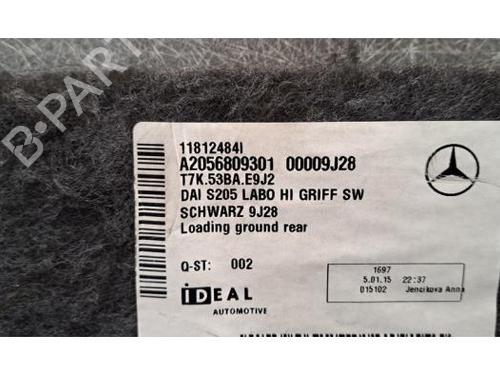 B-PARTS
11812484I
A2056809301 00009J28
T7K.53BA.E9J2
DAI S205 LABO HI GRIFF SW
SCHWARZ 9J28
Loading ground rear
Q-ST: 002
1697
5.01.15 22:37
015102 Jencikova Anna
iDEAL
AUTOMOTIVE